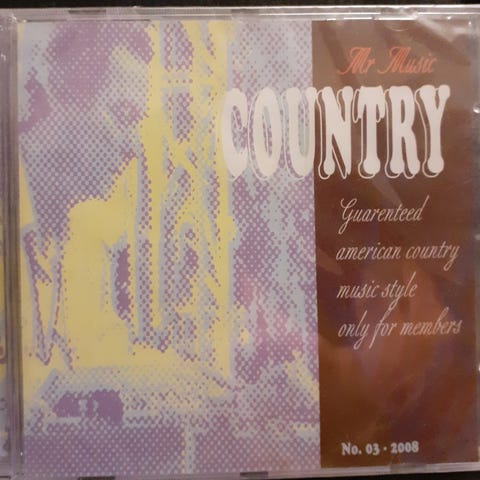 Mr Music
COUNTRY
Guarenteed
american country
music style
only for members
No. 03 · 2008